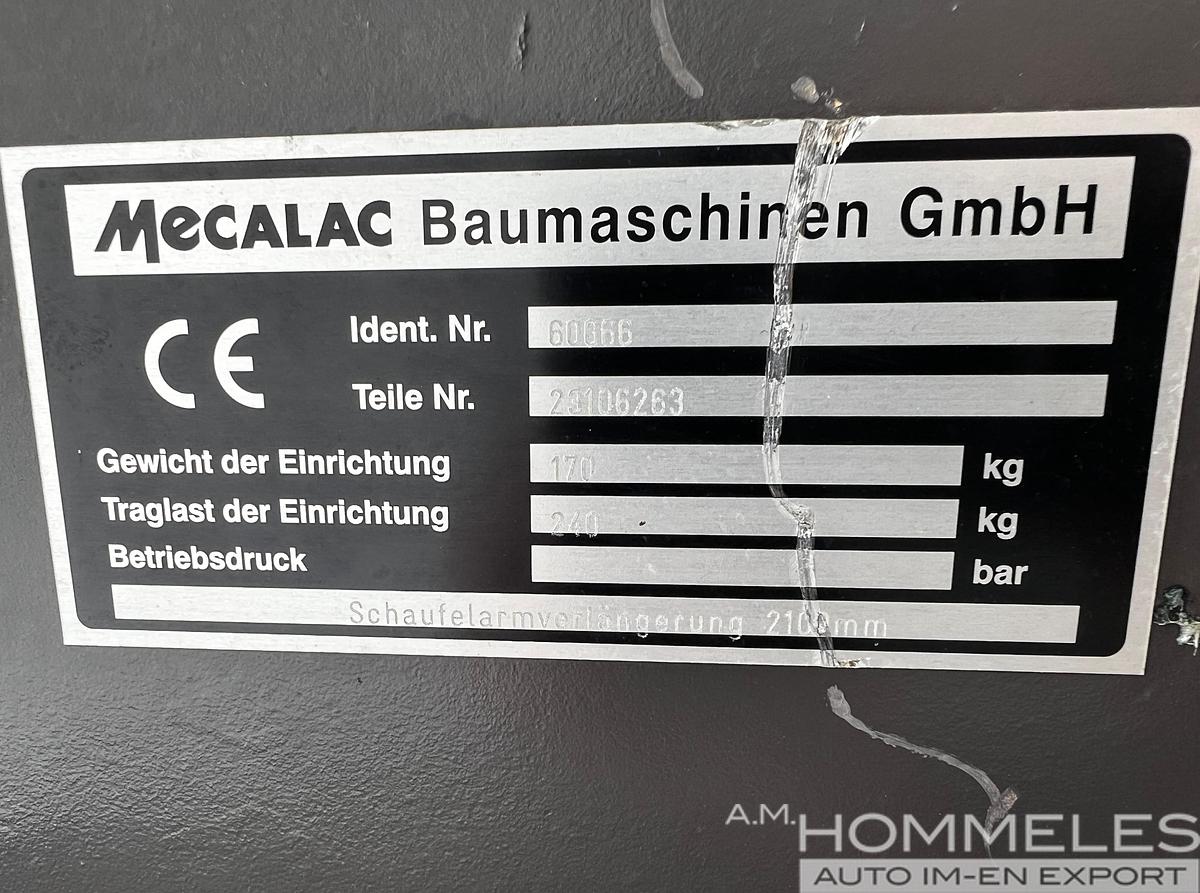 MECALAC Baumaschinen GmbH
CE
Ident. Nr. 60666
Teile Nr. 23106263
Gewicht der Einrichtung 170 kg
Traglast der Einrichtung 240 kg
Betriebsdruck bar
Schaufelarmverlängerung 2100mm
A.M. HOMMELES
AUTO IM-EN EXPORT